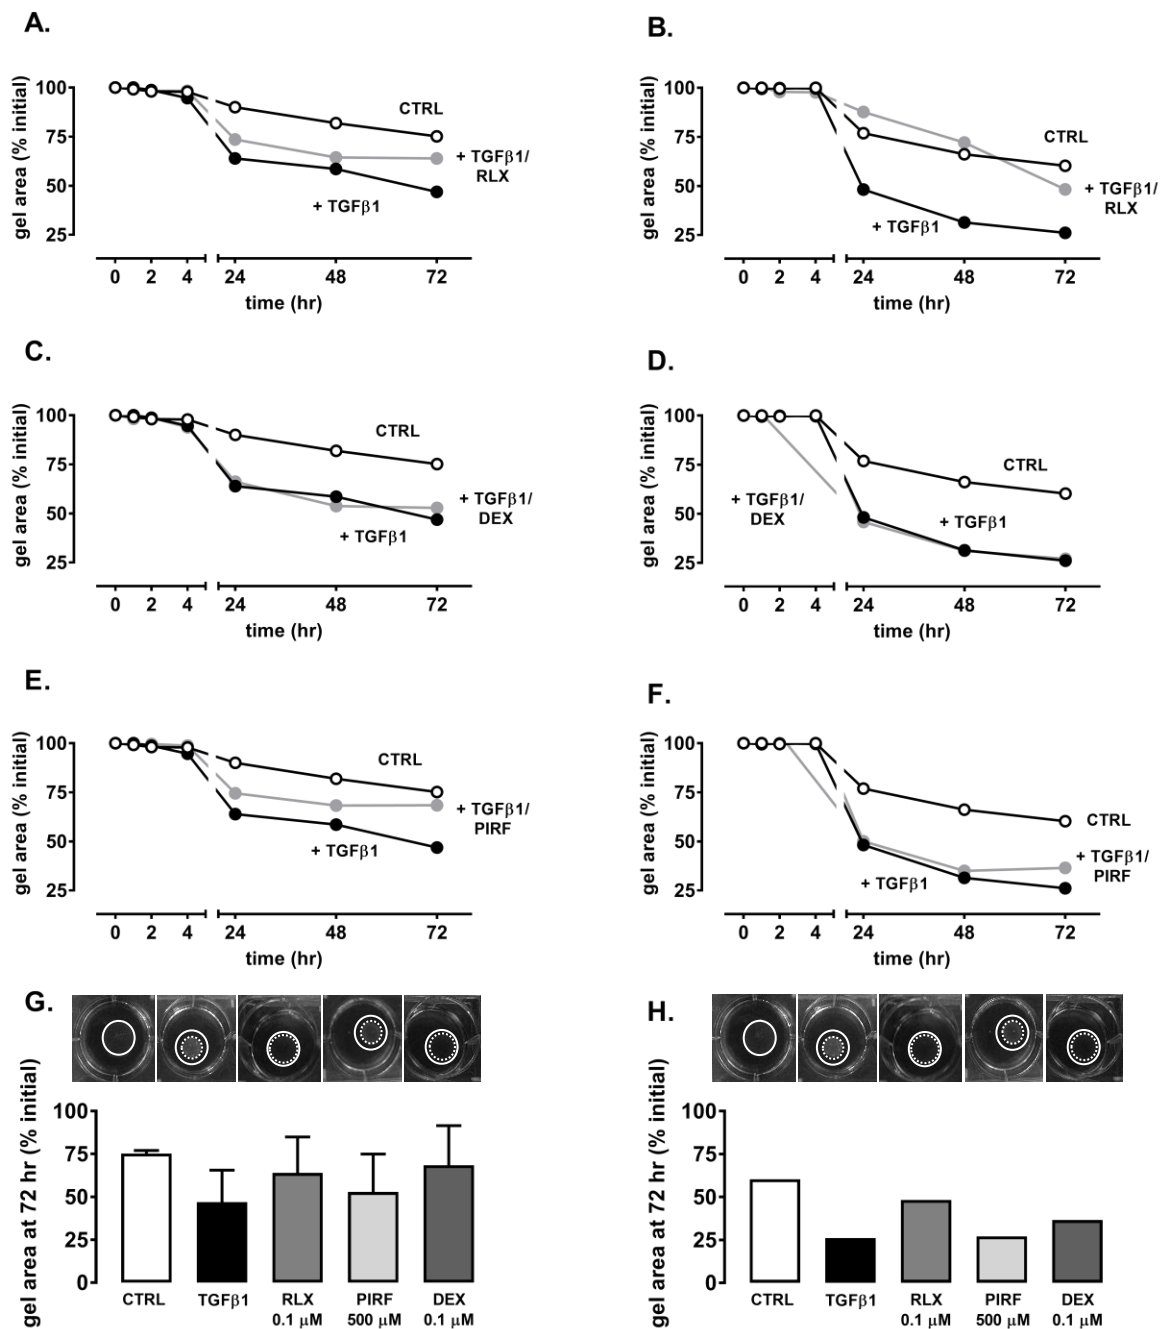 A.
gel area (% initial)
100
75
50
25
CTRL
+ TGFβ1/
RLX
+ TGFβ1
0 2 4 24 48 72
time (hr)
B.
gel area (% initial)
100
75
50
25
CTRL
+ TGFβ1/
RLX
+ TGFβ1
0 2 4 24 48 72
time (hr)
C.
gel area (% initial)
100
75
50
25
CTRL
+ TGFβ1/
DEX
+ TGFβ1
0 2 4 24 48 72
time (hr)
D.
gel area (% initial)
100
75
50
25
CTRL
+ TGFβ1/
DEX
+ TGFβ1
0 2 4 24 48 72
time (hr)
E.
gel area (% initial)
100
75
50
25
CTRL
+ TGFβ1/
PIRF
+ TGFβ1
0 2 4 24 48 72
time (hr)
F.
gel area (% initial)
100
75
50
25
CTRL
+ TGFβ1/
PIRF
+ TGFβ1
0 2 4 24 48 72
time (hr)
G.
gel area at 72 hr (% initial)
100
75
50
25
0
CTRL TGFβ1 RLX PIRF DEX
0.1 µM 500 µM 0.1 µM
H.
gel area at 72 hr (% initial)
100
75
50
25
0
CTRL TGFβ1 RLX PIRF DEX
0.1 µM 500 µM 0.1 µM